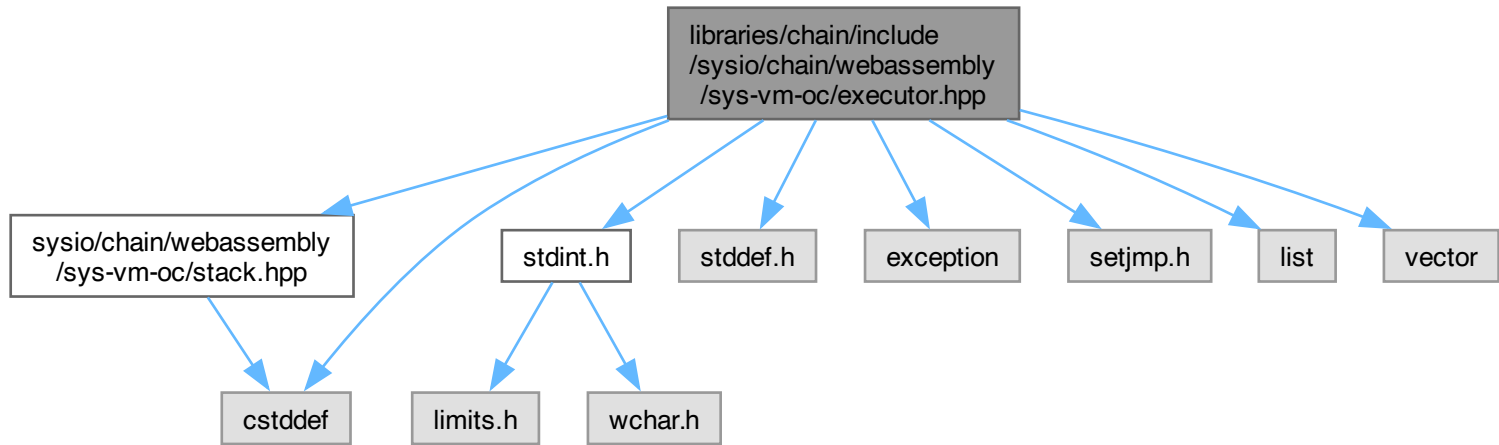 libraries/chain/include
/sysio/chain/webassembly
/sys-vm-oc/executor.hpp
sysio/chain/webassembly
/sys-vm-oc/stack.hpp
stdint.h
stddef.h
exception
setjmp.h
list
vector
cstddef
limits.h
wchar.h